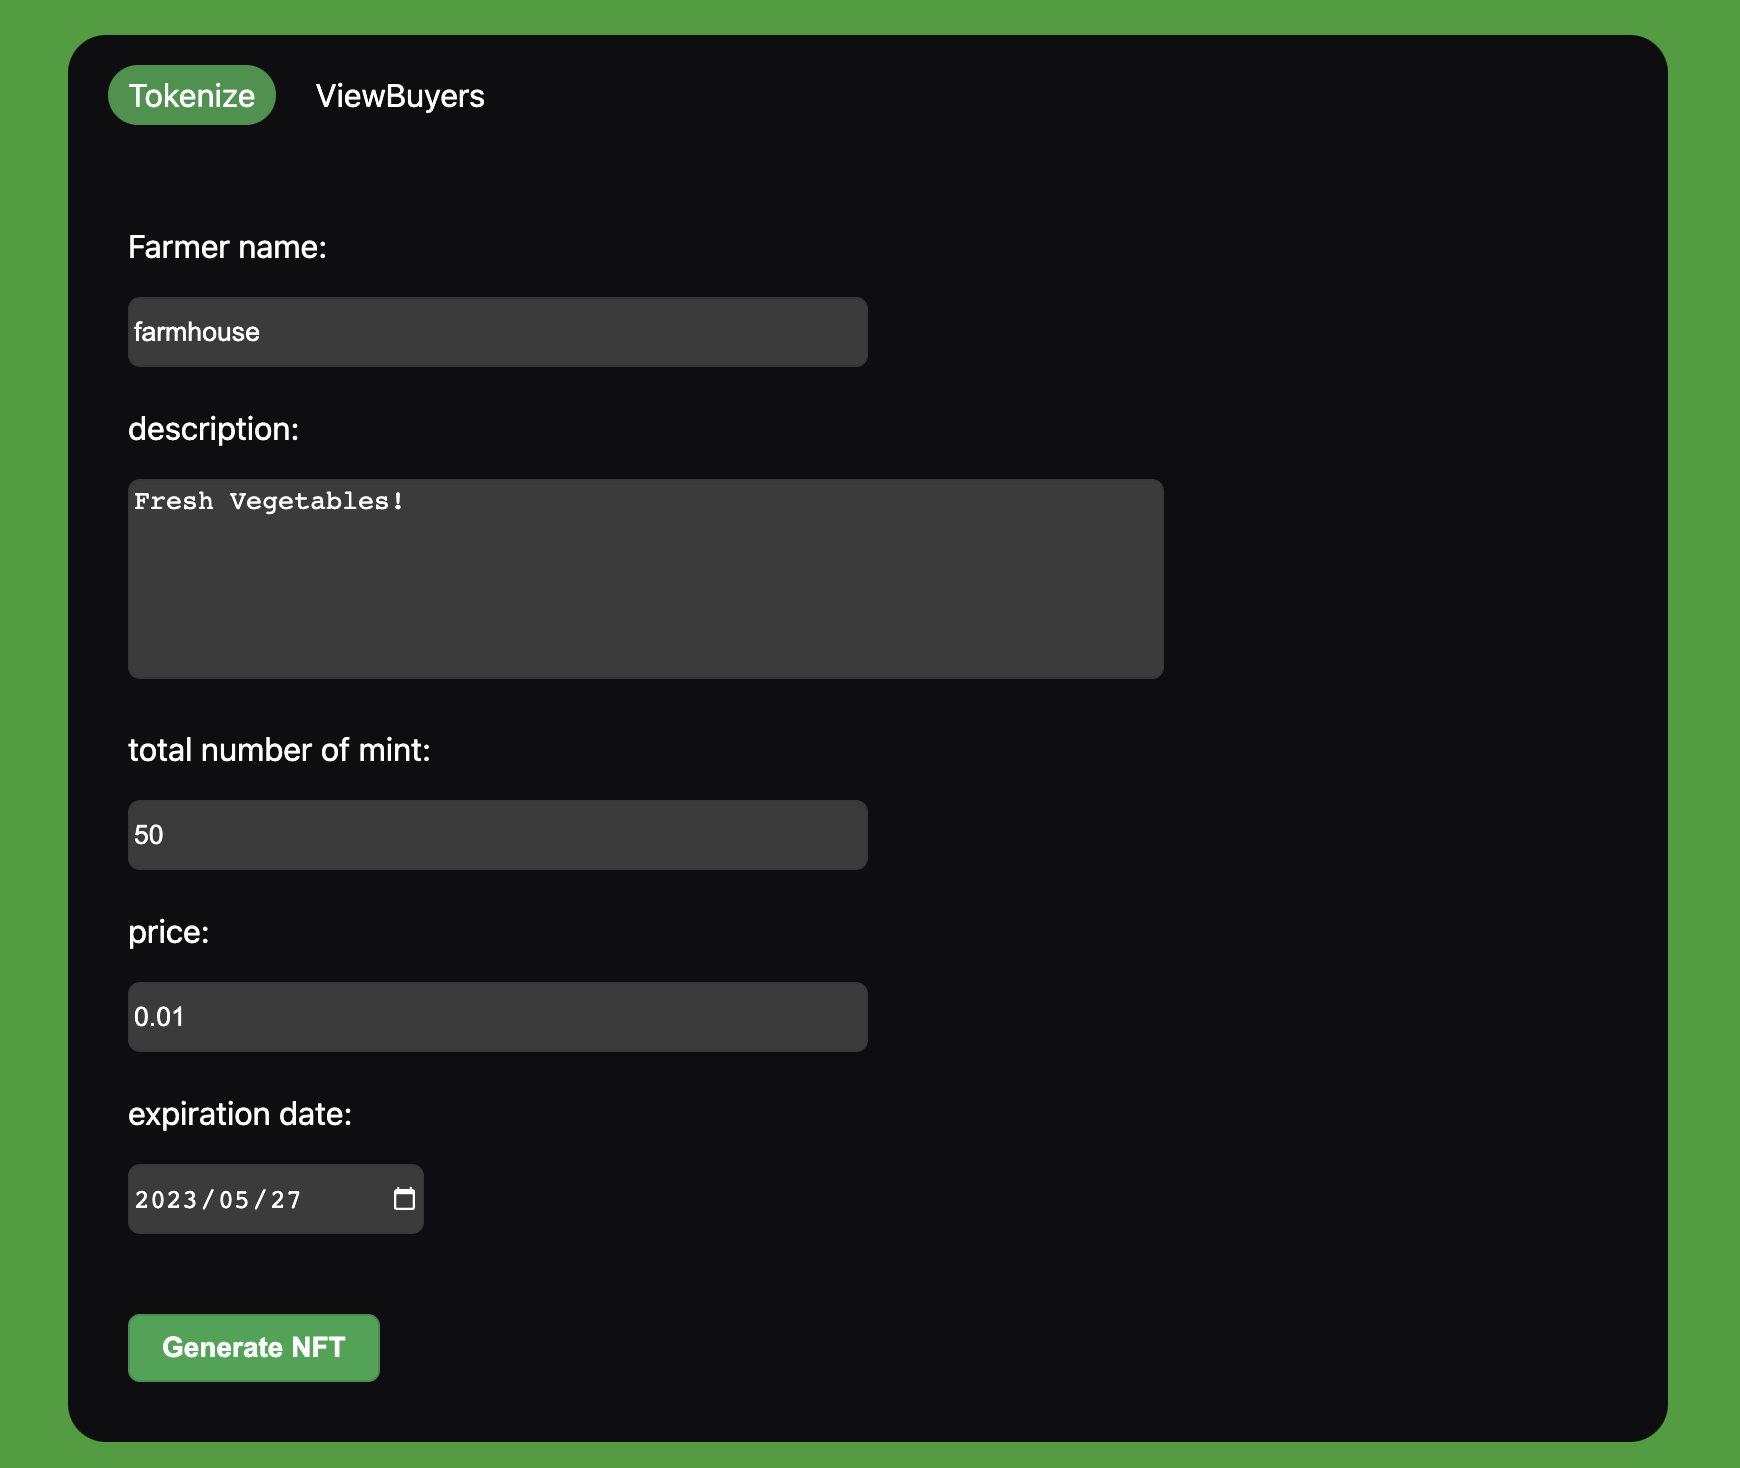 Tokenize ViewBuyers
Farmer name:
farmhouse
description:
Fresh Vegetables!
total number of mint:
50
price:
0.01
expiration date:
2023/05/27
Generate NFT